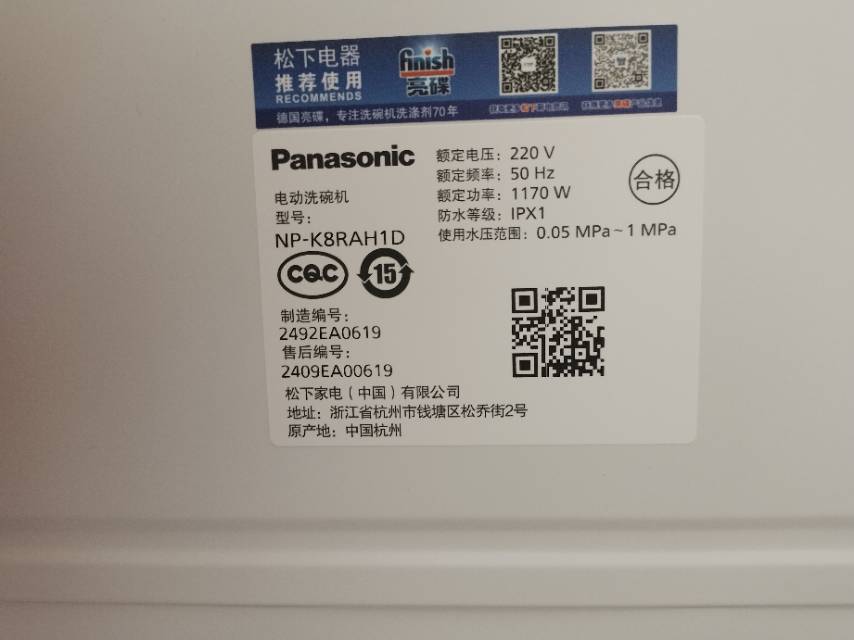 松下电器
推荐使用
RECOMMENDS
finish
亮碟
德国亮碟，专注洗碗机洗涤剂70年
Panasonic
电动洗碗机
型号：
NP-K8RAH1D
CQC
15
额定电压：220 V
额定频率：50 Hz
额定功率：1170 W
防水等级：IPX1
使用水压范围：0.05 MPa~1 MPa
合格
制造编号：
2492EA0619
售后编号：
2409EA00619
松下家电（中国）有限公司
地址：浙江省杭州市钱塘区松乔街2号
原产地：中国杭州